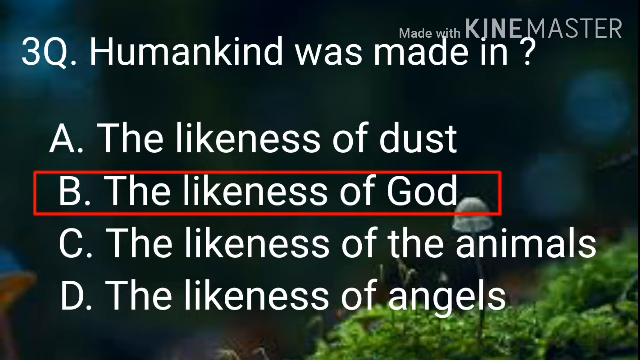 Made with KINEMASTER
3Q. Humankind was made in ?
A. The likeness of dust
B. The likeness of God
C. The likeness of the animals
D. The likeness of angels